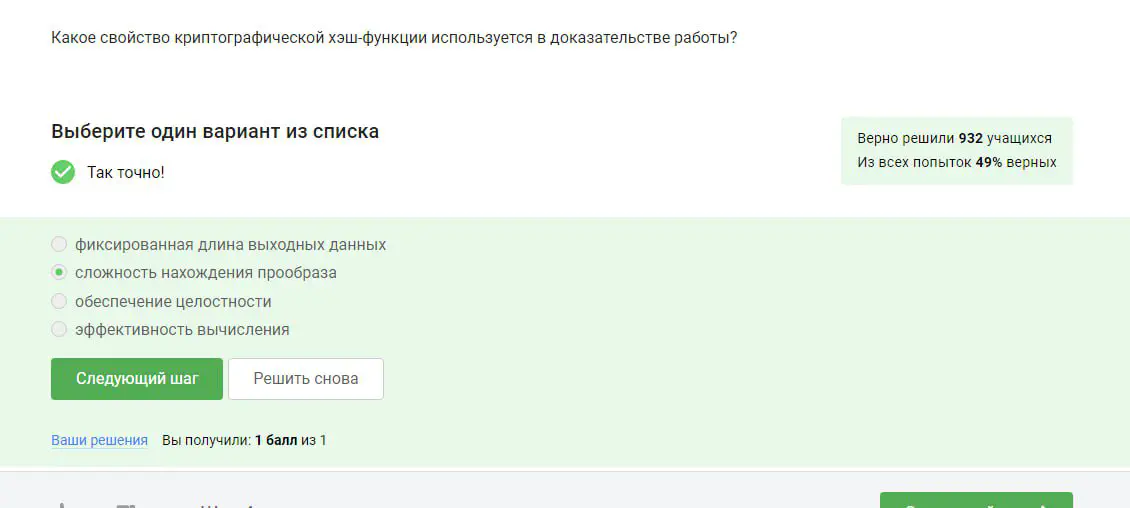 Какое свойство криптографической хэш-функции используется в доказательстве работы?
Выберите один вариант из списка
Так точно!
Верно решили 932 учащихся
Из всех попыток 49% верных
фиксированная длина выходных данных
сложность нахождения прообраза
обеспечение целостности
эффективность вычисления
Следующий шаг
Решить снова
Ваши решения Вы получили: 1 балл из 1